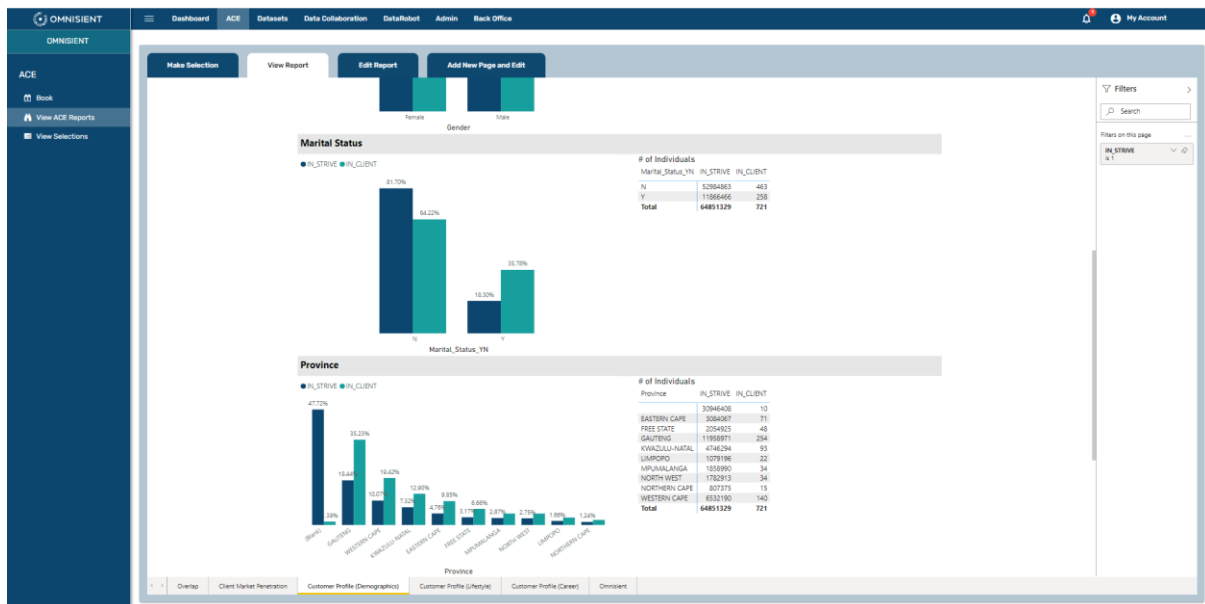 OMNISIENT
Dashboard ACE Datasets Data Collaboration DataRobot Admin Back Office
My Account
OMNISIENT
ACE
Book
View ACE Reports
View Selections
Make Selection View Report Edit Report Add New Page and Edit
Female Male
Gender
Marital Status
IN_STRIVE IN_CLIENT
81.70%
64.22%
35.78%
18.30%
N Y
Marital_Status_YN
# of Individuals
Marital_Status_YN IN_STRIVE IN_CLIENT
N 52984863 463
Y 11866466 258
Total 64851329 721
Province
IN_STRIVE IN_CLIENT
47.72%
35.23%
18.44% 19.42%
10.07% 12.90%
7.32% 9.85%
4.76% 6.66%
3.17% 2.87% 2.75% 1.66% 1.24%
.39%
(Blank) GAUTENG WESTERN CAPE KWAZULU-NATAL EASTERN CAPE FREE STATE MPUMALANGA NORTH WEST LIMPOPO NORTHERN CAPE
Province
# of Individuals
Province IN_STRIVE IN_CLIENT
30946408 10
EASTERN CAPE 3084067 71
FREE STATE 2054925 48
GAUTENG 11958971 254
KWAZULU-NATAL 4746294 93
LIMPOPO 1079196 22
MPUMALANGA 1858990 34
NORTH WEST 1782913 34
NORTHERN CAPE 807375 15
WESTERN CAPE 6532190 140
Total 64851329 721
Filters
Search
Filters on this page ...
IN_STRIVE
is 1
Overlap Client Market Penetration Customer Profile (Demographics) Customer Profile (Lifestyle) Customer Profile (Career) Omnisient